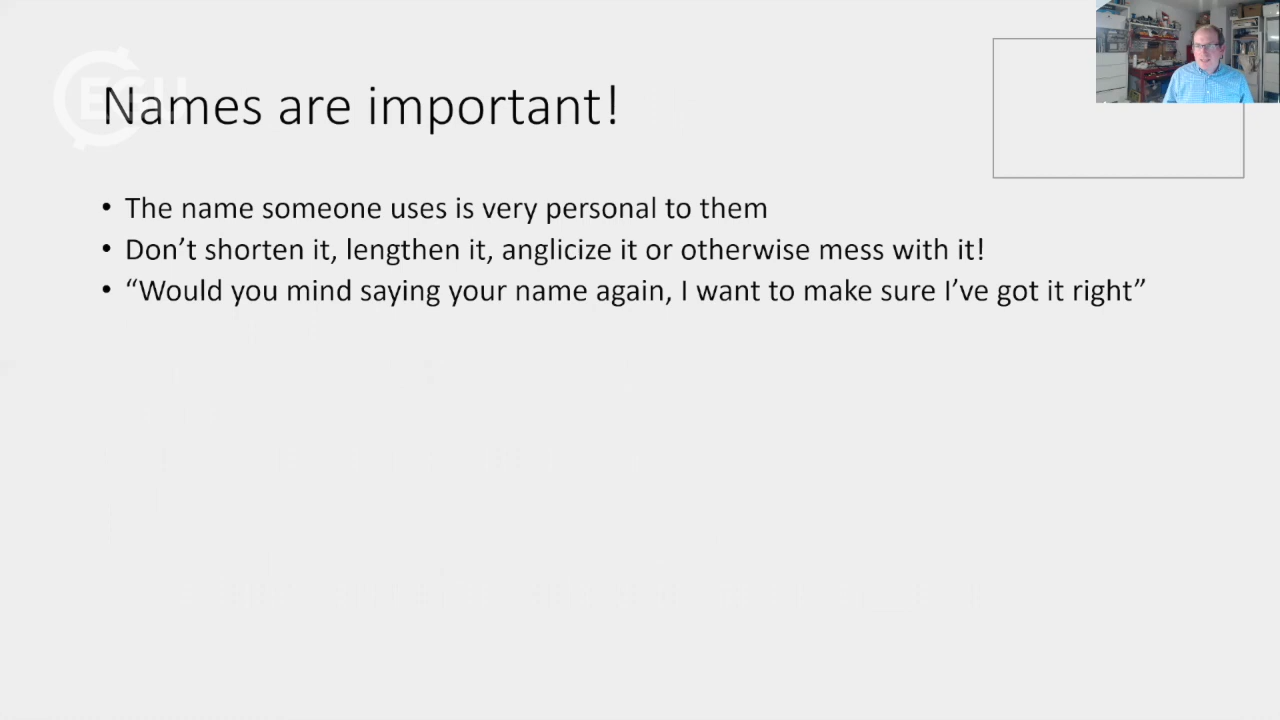 EGU
Names are important!
• The name someone uses is very personal to them
• Don’t shorten it, lengthen it, anglicize it or otherwise mess with it!
• “Would you mind saying your name again, I want to make sure I’ve got it right”